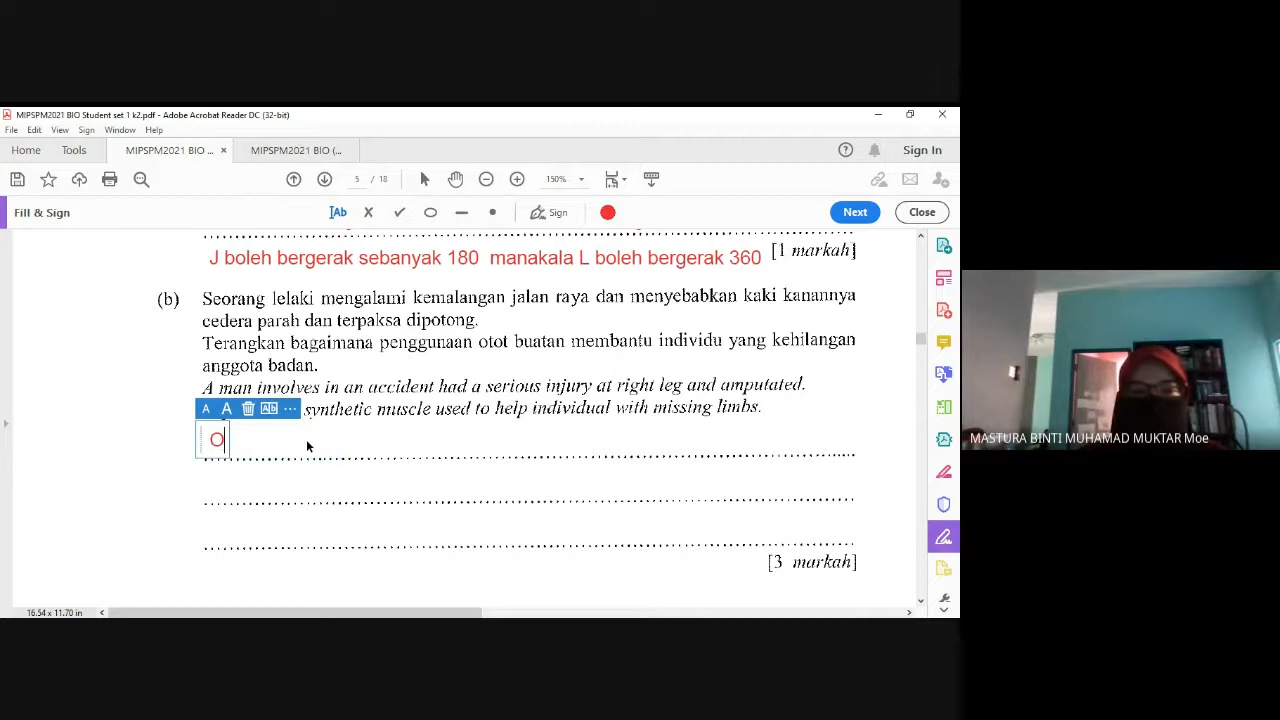 MIPSPM2021 BIO Student set 1 k2.pdf - Adobe Acrobat Reader DC (32-bit)
File Edit View Sign Window Help
Home Tools MIPSPM2021 BIO ... × MIPSPM2021 BIO (... Sign In
5 / 18 150%
Fill & Sign Ab Sign Next Close
J boleh bergerak sebanyak 180 manakala L boleh bergerak 360 [1 markah]
(b) Seorang lelaki mengalami kemalangan jalan raya dan menyebabkan kaki kanannya
cedera parah dan terpaksa dipotong.
Terangkan bagaimana penggunaan otot buatan membantu individu yang kehilangan
anggota badan.
A man involves in an accident had a serious injury at right leg and amputated.
A A Ab ... synthetic muscle used to help individual with missing limbs.
O
[3 markah]
16.54 x 11.70 in
MASTURA BINTI MUHAMAD MUKTAR Moe